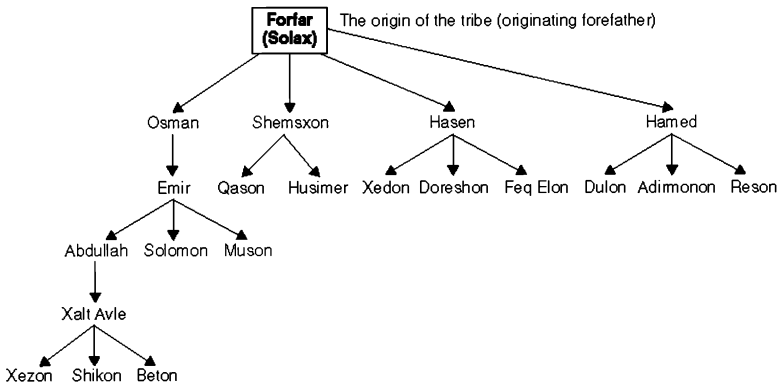 Forfar
(Solax)
The origin of the tribe (originating forefather)
Osman Shemsxon Hasen Hamed
Emir Qason Husimer Xedon Doreshon Feq Elon Dulon Adirmonon Reson
Abdullah Solomon Muson
Xalt Avle
Xezon Shikon Beton